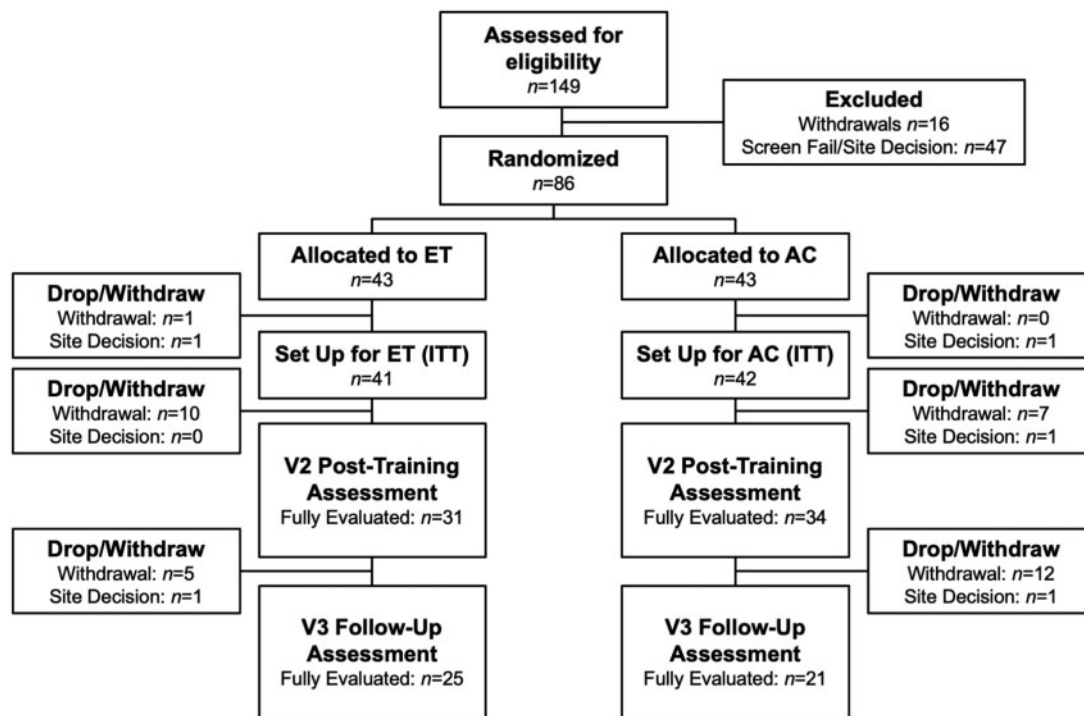 Assessed for
eligibility
n=149
Excluded
Withdrawals n=16
Screen Fail/Site Decision: n=47
Randomized
n=86
Allocated to ET
n=43
Allocated to AC
n=43
Drop/Withdraw
Withdrawal: n=1
Site Decision: n=1
Drop/Withdraw
Withdrawal: n=0
Site Decision: n=1
Set Up for ET (ITT)
n=41
Set Up for AC (ITT)
n=42
Drop/Withdraw
Withdrawal: n=10
Site Decision: n=0
Drop/Withdraw
Withdrawal: n=7
Site Decision: n=1
V2 Post-Training
Assessment
Fully Evaluated: n=31
V2 Post-Training
Assessment
Fully Evaluated: n=34
Drop/Withdraw
Withdrawal: n=5
Site Decision: n=1
Drop/Withdraw
Withdrawal: n=12
Site Decision: n=1
V3 Follow-Up
Assessment
Fully Evaluated: n=25
V3 Follow-Up
Assessment
Fully Evaluated: n=21